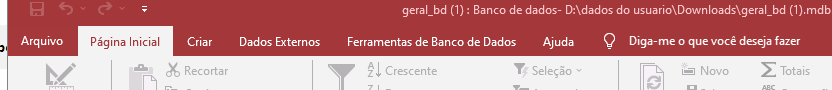 geral_bd (1) : Banco de dados- D:\dados do usuario\Downloads\geral_bd (1).mdb
Arquivo Página Inicial Criar Dados Externos Ferramentas de Banco de Dados Ajuda Diga-me o que você deseja fazer
Recortar Crescente Seleção Novo Totais